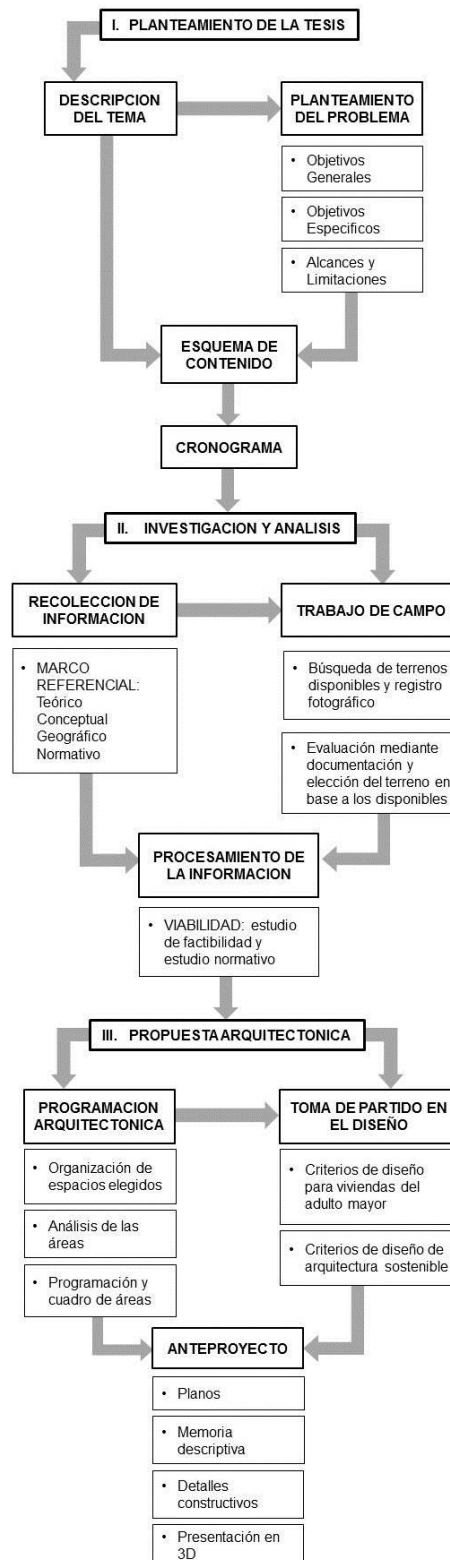 I. PLANTEAMIENTO DE LA TESIS
DESCRIPCION
DEL TEMA
PLANTEAMIENTO
DEL PROBLEMA
• Objetivos
Generales
• Objetivos
Especificos
• Alcances y
Limitaciones
ESQUEMA DE
CONTENIDO
CRONOGRAMA
II. INVESTIGACION Y ANALISIS
RECOLECCION DE
INFORMACION
TRABAJO DE CAMPO
• MARCO
REFERENCIAL:
Teórico
Conceptual
Geográfico
Normativo
• Búsqueda de terrenos
disponibles y registro
fotográfico
• Evaluación mediante
documentación y
elección del terreno en
base a los disponibles
PROCESAMIENTO DE
LA INFORMACION
• VIABILIDAD: estudio
de factibilidad y
estudio normativo
III. PROPUESTA ARQUITECTONICA
PROGRAMACION
ARQUITECTONICA
TOMA DE PARTIDO EN
EL DISEÑO
• Organización de
espacios elegidos
• Análisis de las
áreas
• Programación y
cuadro de áreas
• Criterios de diseño
para viviendas del
adulto mayor
• Criterios de diseño de
arquitectura sostenible
ANTEPROYECTO
• Planos
• Memoria
descriptiva
• Detalles
constructivos
• Presentación en
3D